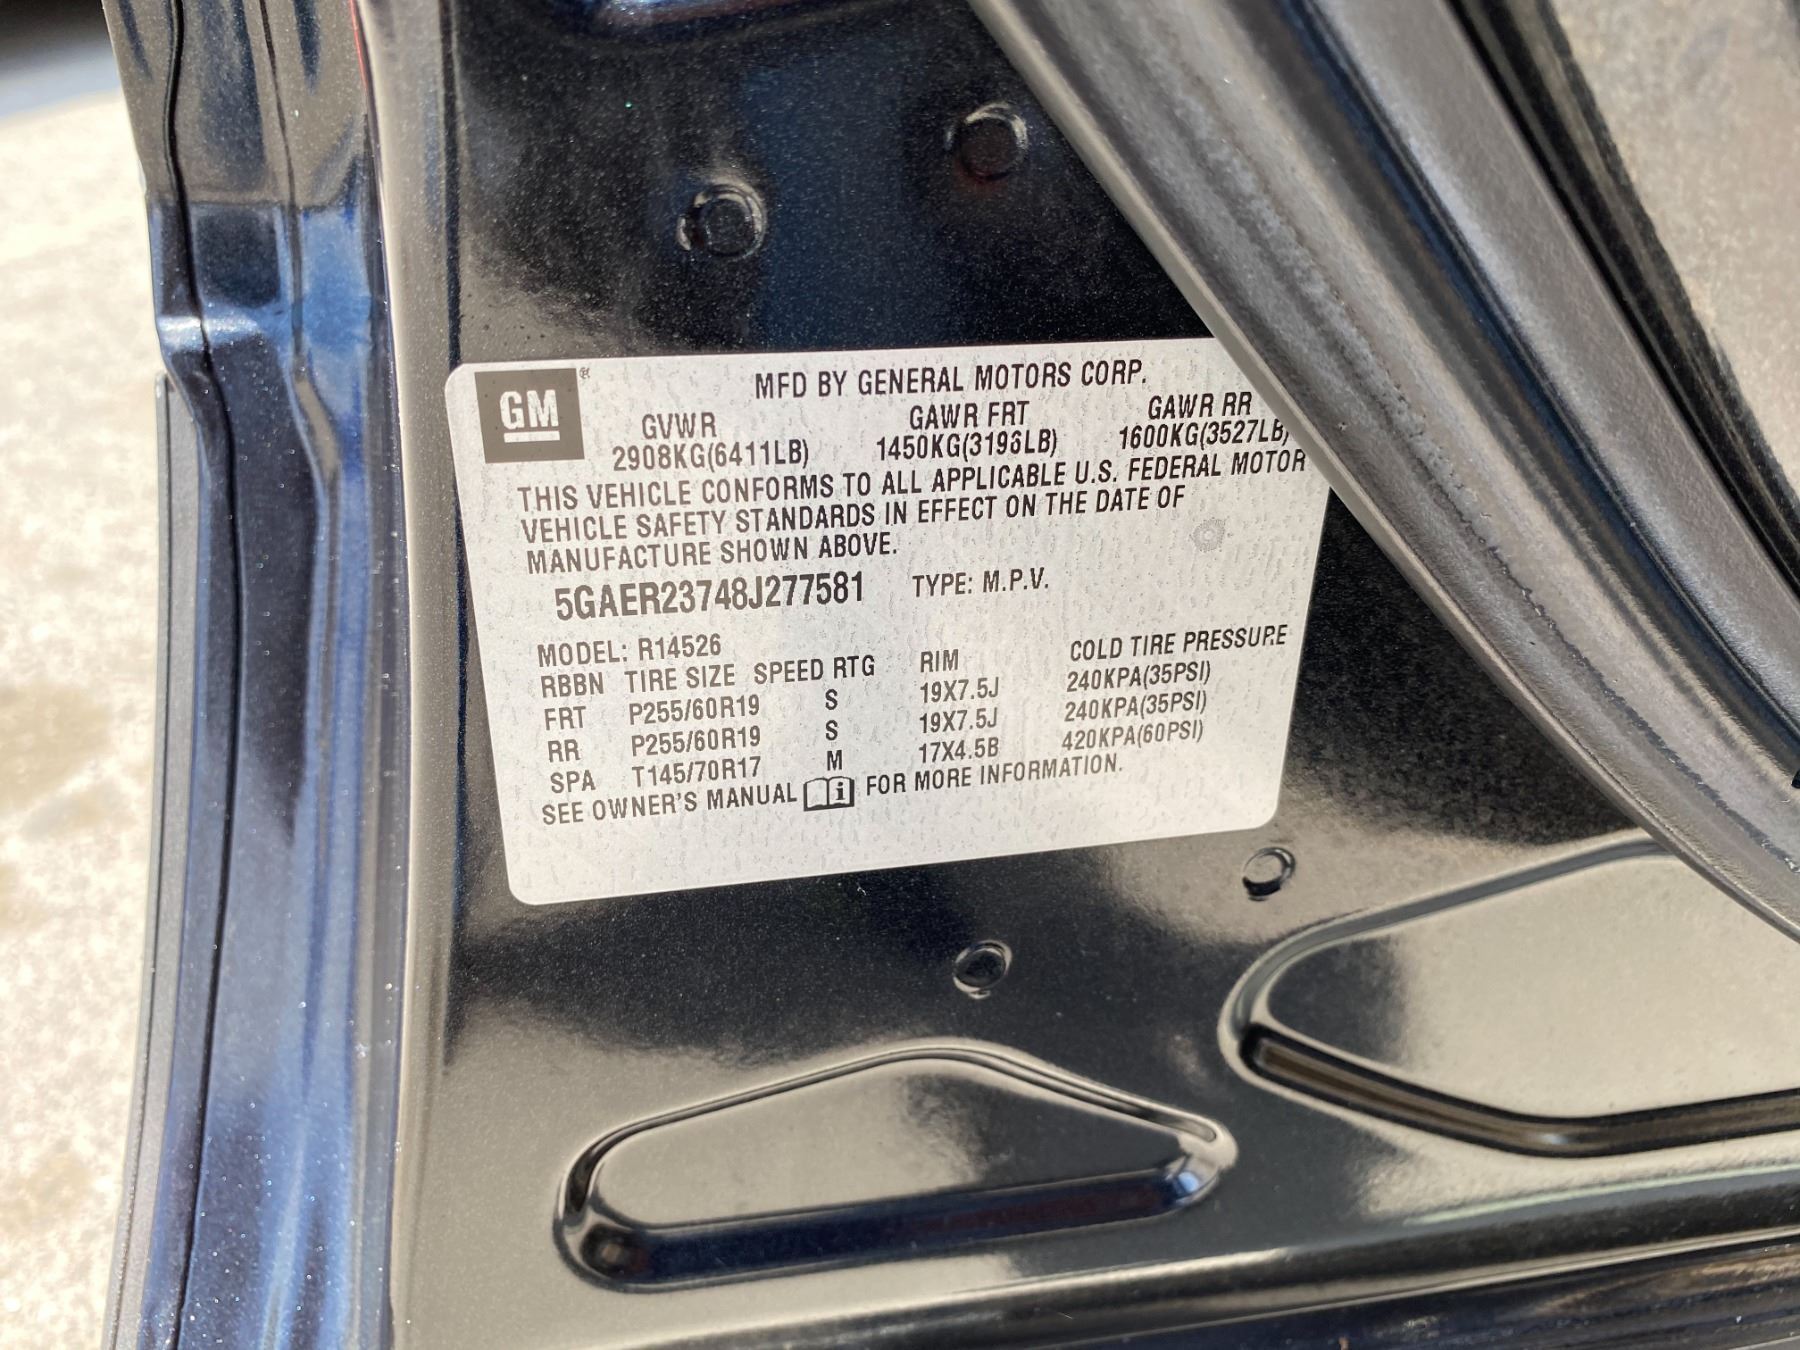 GM®
MFD BY GENERAL MOTORS CORP.
GVWR GAWR FRT GAWR RR
2908KG(6411LB) 1450KG(3196LB) 1600KG(3527LB)
THIS VEHICLE CONFORMS TO ALL APPLICABLE U.S. FEDERAL MOTOR
VEHICLE SAFETY STANDARDS IN EFFECT ON THE DATE OF
MANUFACTURE SHOWN ABOVE.
5GAER23748J277581 TYPE: M.P.V.
MODEL: R14526
RBBN TIRE SIZE SPEED RTG RIM COLD TIRE PRESSURE
FRT P255/60R19 S 19X7.5J 240KPA(35PSI)
RR P255/60R19 S 19X7.5J 240KPA(35PSI)
SPA T145/70R17 M 17X4.5B 420KPA(60PSI)
SEE OWNER'S MANUAL i FOR MORE INFORMATION.